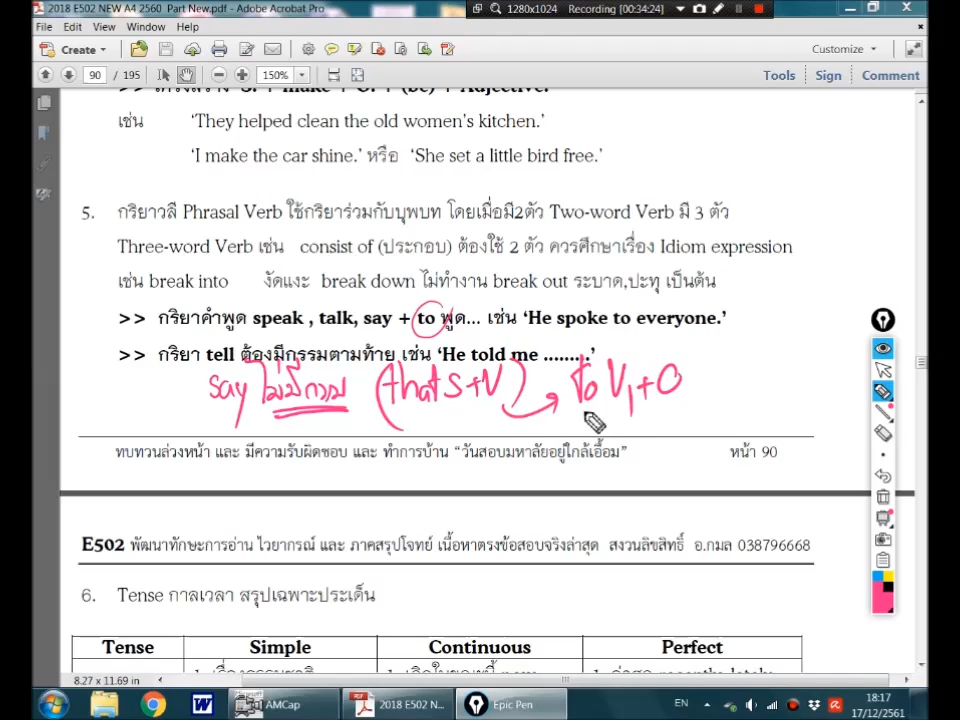 2018 E502 NEW A4 2560 Part New.pdf - Adobe Acrobat Pro
1280x1024 Recording [00:34:24]
File Edit View Window Help
Create Customize
90 / 195 150% Tools Sign Comment
>> โครงสร้าง S. + make + O. + (be) + Adjective.
เช่น 'They helped clean the old women's kitchen.'
'I make the car shine.' หรือ 'She set a little bird free.'
5. กริยาวลี Phrasal Verb ใช้กริยาร่วมกับบุพบท โดยเมื่อมี2ตัว Two-word Verb มี 3 ตัว
Three-word Verb เช่น consist of (ประกอบ) ต้องใช้ 2 ตัว ควรศึกษาเรื่อง Idiom expression
เช่น break into งัดแงะ break down ไม่ทำงาน break out ระบาด,ปะทุ เป็นต้น
>> กริยาคำพูด speak , talk, say + to พูด... เช่น 'He spoke to everyone.'
>> กริยา tell ต้องมีกรรมตามท้าย เช่น 'He told me ........'
say ไม่มีกรรม (that S+V) to V1+O
ทบทวนล่วงหน้า และ มีความรับผิดชอบ และ ทำการบ้าน "วันสอบมหาลัยอยู่ใกล้เอื้อม" หน้า 90
E502 พัฒนาทักษะการอ่าน ไวยากรณ์ และ ภาคสรุปโจทย์ เนื้อหาตรงข้อสอบจริงล่าสุด สงวนลิขสิทธิ์ อ.กมล 038796668
6. Tense กาลเวลา สรุปเฉพาะประเด็น
Tense Simple Continuous Perfect
8.27 x 11.69 in
AMCap 2018 E502 N... Epic Pen EN 18:17
17/12/2561